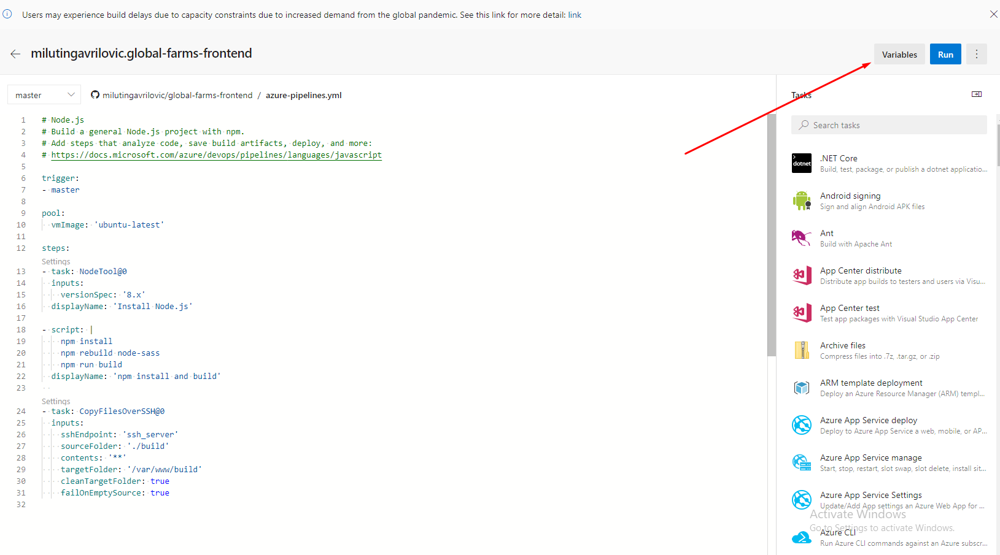 Users may experience build delays due to capacity constraints due to increased demand from the global pandemic. See this link for more detail: link
milutingavrilovic.global-farms-frontend
Variables
Run
master
milutingavrilovic/global-farms-frontend / azure-pipelines.yml
1 # Node.js
2 # Build a general Node.js project with npm.
3 # Add steps that analyze code, save build artifacts, deploy, and more:
4 # https://docs.microsoft.com/azure/devops/pipelines/languages/javascript
5
6 trigger:
7 - master
8
9 pool:
10 vmImage: 'ubuntu-latest'
11
12 steps:
Settings
13 - task: NodeTool@0
14 inputs:
15 versionSpec: '8.x'
16 displayName: 'Install Node.js'
17
18 - script: |
19 npm install
20 npm rebuild node-sass
21 npm run build
22 displayName: 'npm install and build'
23
Settings
24 - task: CopyFilesOverSSH@0
25 inputs:
26 sshEndpoint: 'ssh_server'
27 sourceFolder: './build'
28 contents: '**'
29 targetFolder: '/var/www/build'
30 cleanTargetFolder: true
31 failOnEmptySource: true
32
Tasks
Search tasks
dotnet
.NET Core
Build, test, package, or publish a dotnet applicatio...
Android signing
Sign and align Android APK files
Ant
Build with Apache Ant
App Center distribute
Distribute app builds to testers and users via Visu...
App Center test
Test app packages with Visual Studio App Center
Archive files
Compress files into .7z, .tar.gz, or .zip
ARM template deployment
Deploy an Azure Resource Manager (ARM) templ...
Azure App Service deploy
Deploy to Azure App Service a web, mobile, or AP...
Azure App Service manage
Start, stop, restart, slot swap, slot delete, install sit...
Azure App Service Settings
Update/Add App settings an Azure Web App for ...
Activate Windows
Go to Settings to activate Windows.
Azure CLI
Run Azure CLI commands against an Azure subscr...